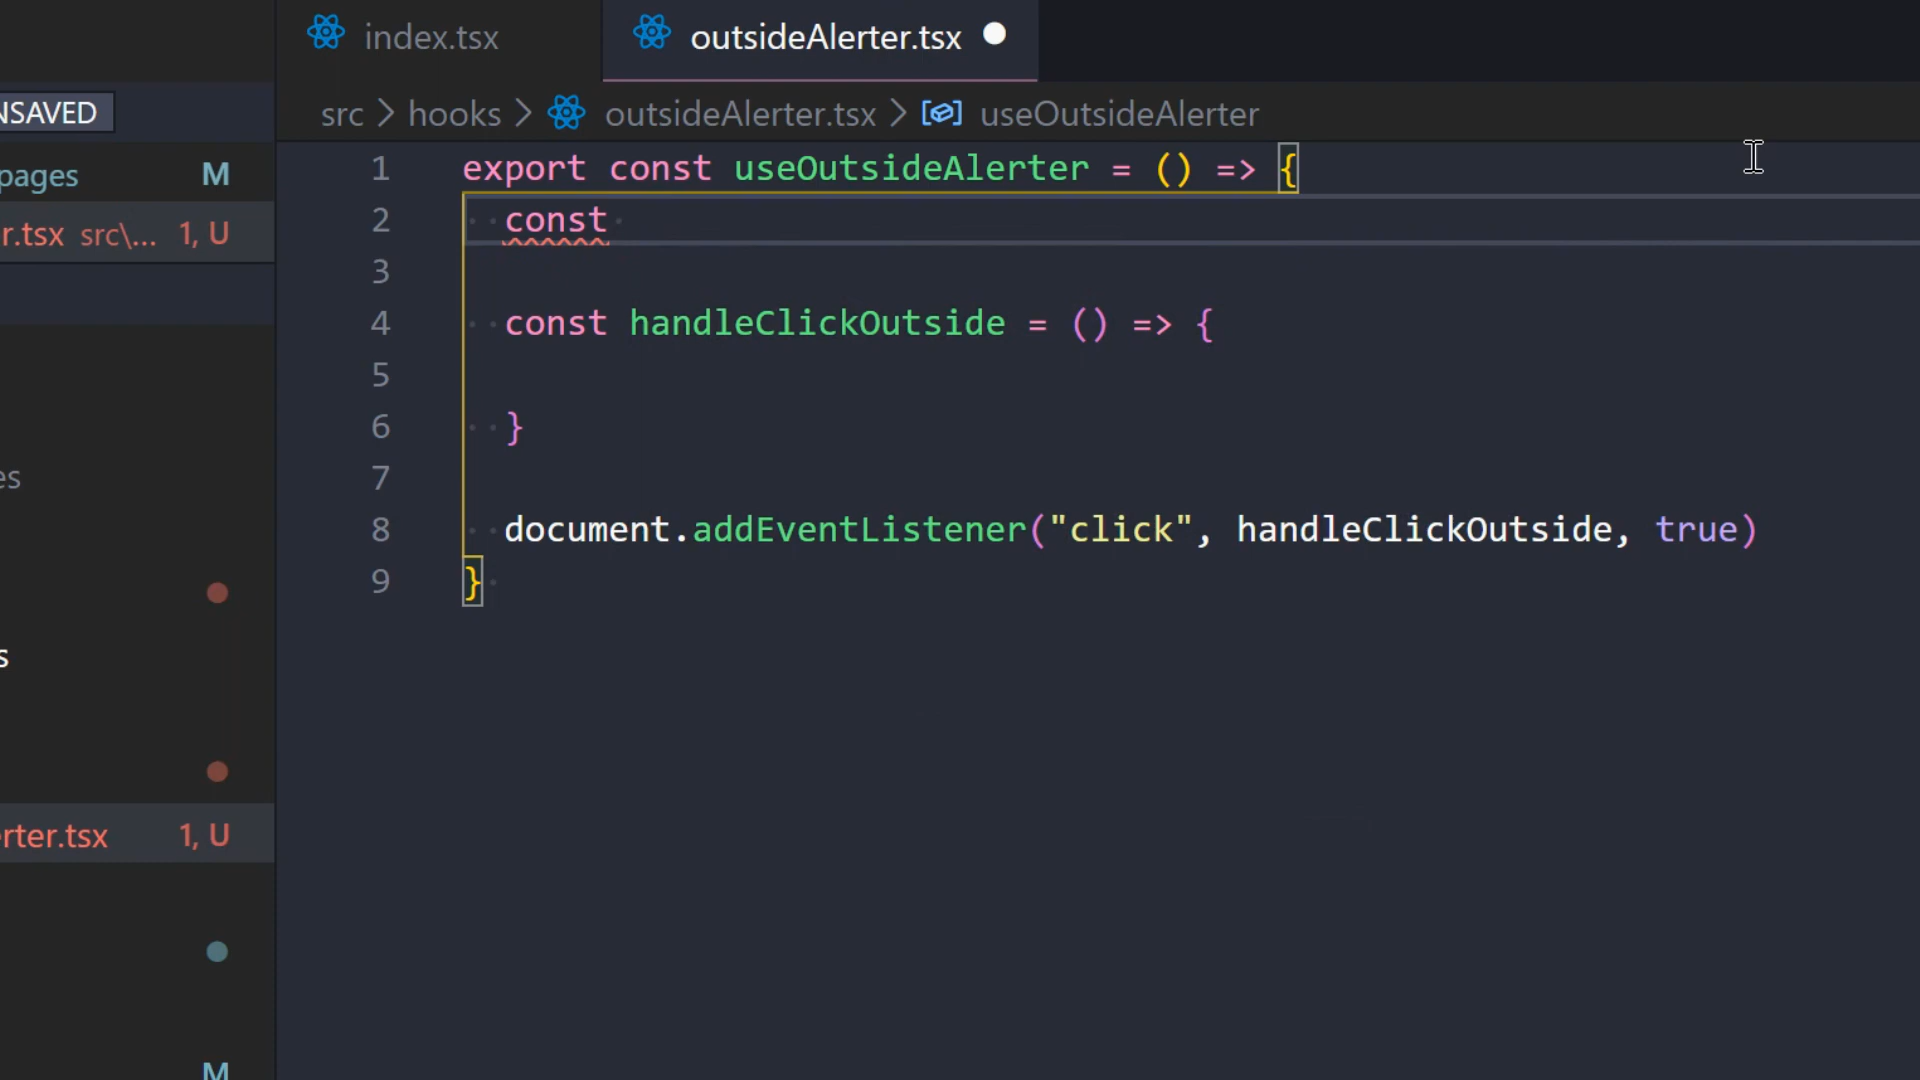 index.tsx
outsideAlerter.tsx
NSAVED
src > hooks > outsideAlerter.tsx > useOutsideAlerter
pages M
r.tsx src\... 1, U
es
s
erter.tsx 1, U
M
1 export const useOutsideAlerter = () => {
2 const
3
4 const handleClickOutside = () => {
5
6 }
7
8 document.addEventListener("click", handleClickOutside, true)
9 }